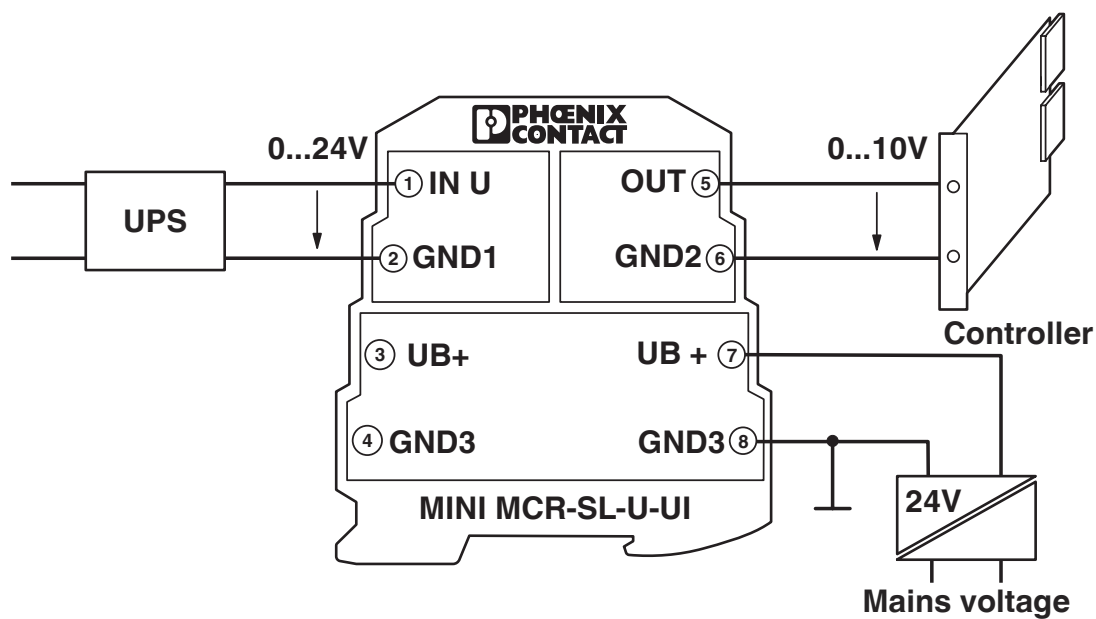 PHŒNIX
CONTACT
0...24V
0...10V
1 IN U
OUT 5
UPS
2 GND1
GND2 6
Controller
3 UB+
UB + 7
4 GND3
GND3 8
24V
MINI MCR-SL-U-UI
Mains voltage